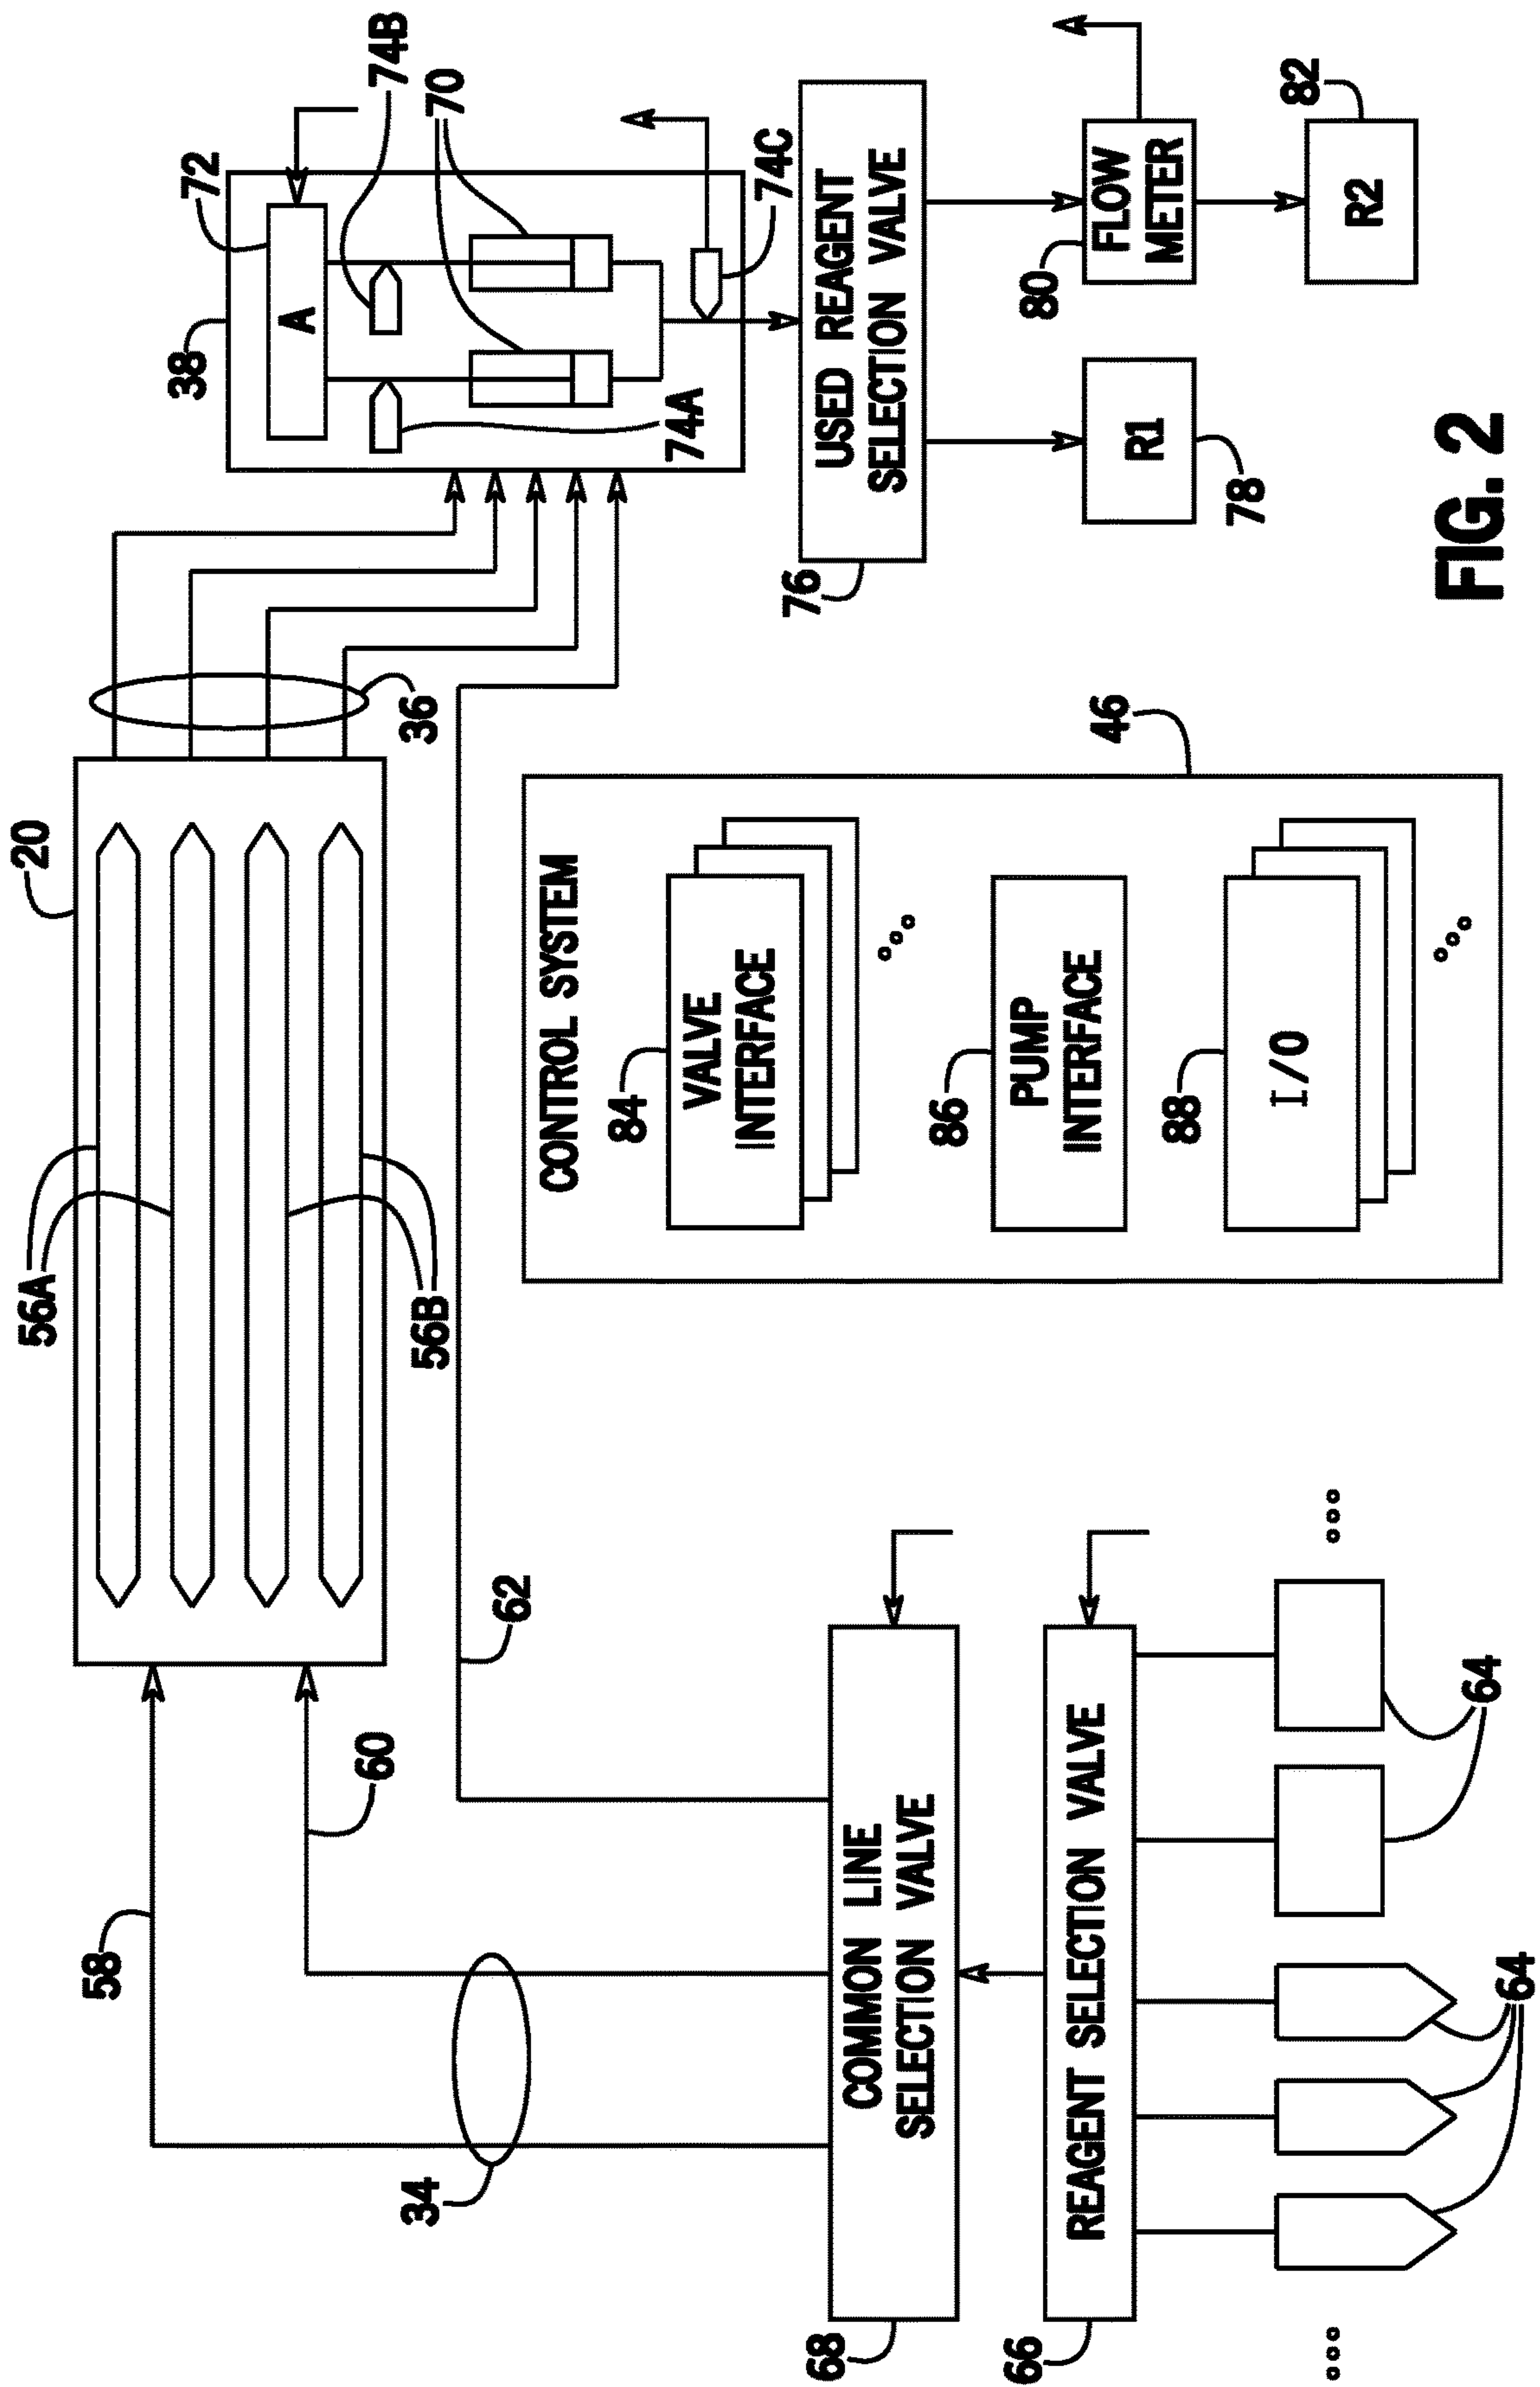 20
56A
56B
36
58
60
34
62
38
72
A
74B
70
74A
74C
USED REAGENT
SELECTION VALVE
76
R1
78
FLOW
METER
80
R2
82
COMMON LINE
SELECTION VALVE
68
REAGENT SELECTION VALVE
66
64
64
CONTROL SYSTEM
46
VALVE
INTERFACE
84
PUMP
INTERFACE
86
I/O
88
FIG. 2